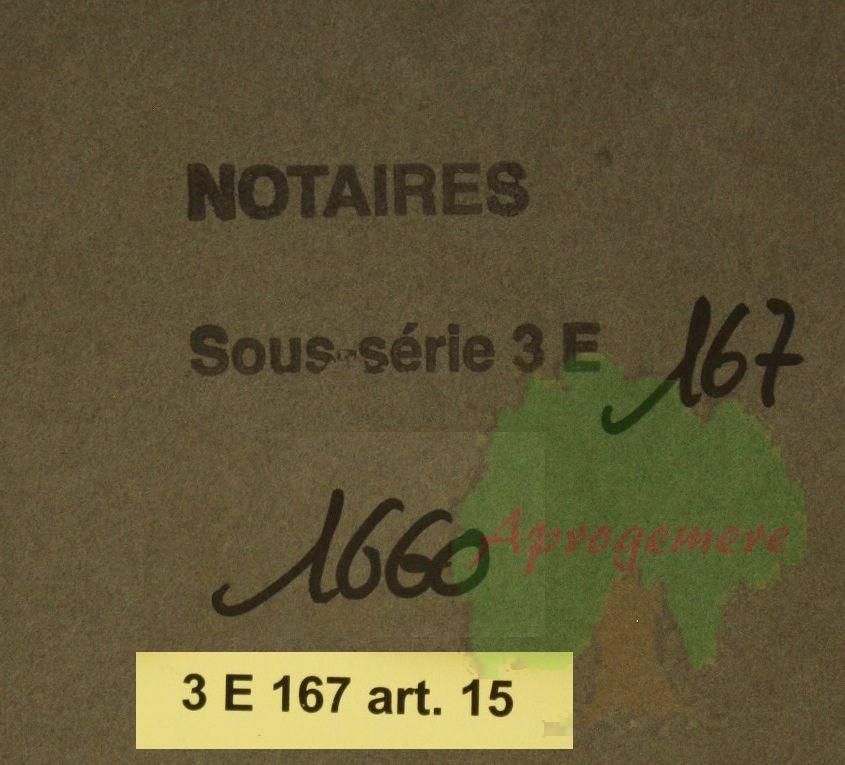 NOTAIRES
Sous-série 3 E 167
1660
Aprogemere
3 E 167 art. 15